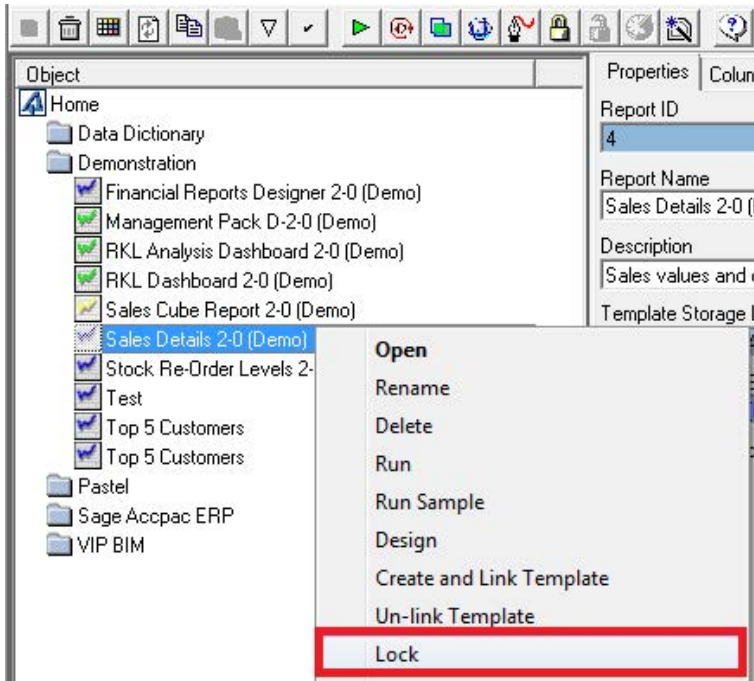 Object
Home
Data Dictionary
Demonstration
Financial Reports Designer 2-0 (Demo)
Management Pack D-2-0 (Demo)
RKL Analysis Dashboard 2-0 (Demo)
RKL Dashboard 2-0 (Demo)
Sales Cube Report 2-0 (Demo)
Sales Details 2-0 (Demo)
Stock Re-Order Levels 2-
Test
Top 5 Customers
Top 5 Customers
Pastel
Sage Accpac ERP
VIP BIM
Properties
Report ID
4
Report Name
Sales Details 2-0 (
Description
Sales values and
Template Storage
Open
Rename
Delete
Run
Run Sample
Design
Create and Link Template
Un-link Template
Lock